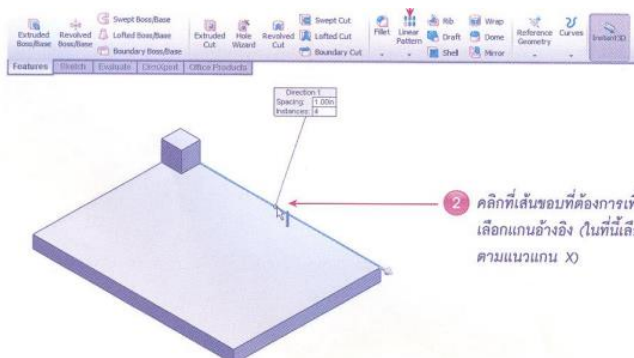 Extruded Boss/Base
Revolved Boss/Base
Swept Boss/Base
Lofted Boss/Base
Boundary Boss/Base
Extruded Cut
Hole Wizard
Revolved Cut
Swept Cut
Lofted Cut
Boundary Cut
Fillet
Linear Pattern
Rib
Draft
Shell
Wrap
Dome
Mirror
Reference Geometry
Curves
Instant3D
Features
Sketch
Evaluate
DimXpert
Office Products
Direction 1
Spacing: 1.00in
Instances: 4
2
คลิกที่เส้นขอบที่ต้องการเพื่
เลือกแกนอ้างอิง (ในที่นี้เลือ
ตามแนวแกน X)